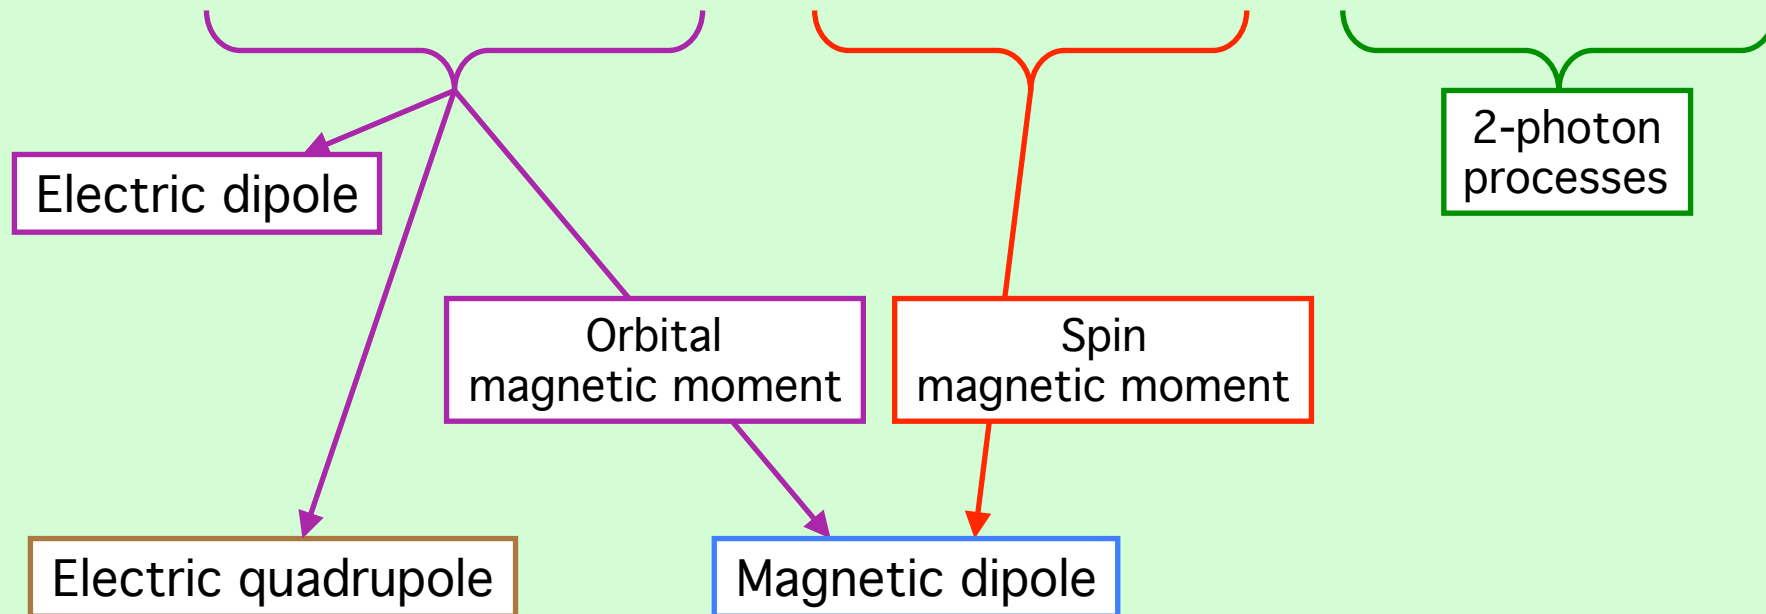 2-photon
processes
Electric dipole
Orbital
magnetic moment
Spin
magnetic moment
Electric quadrupole
Magnetic dipole